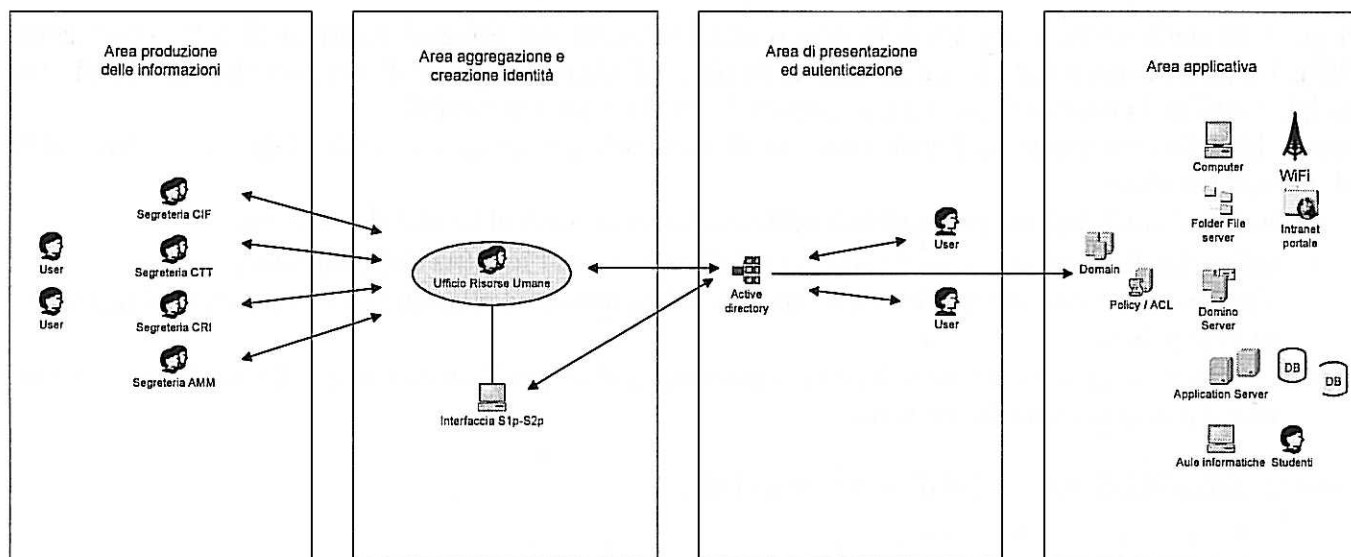 Area produzione
delle informazioni
User
User
Segreteria CIF
Segreteria CTT
Segreteria CRI
Segreteria AMM
Area aggregazione e
creazione identità
Ufficio Risorse Umane
Interfaccia S1p-S2p
Area di presentazione
ed autenticazione
Active
directory
User
User
Area applicativa
Computer
WiFi
Folder File
server
Intranet
portale
Domain
Policy / ACL
Domino
Server
Application Server
DB
DB
Aule informatiche
Studenti